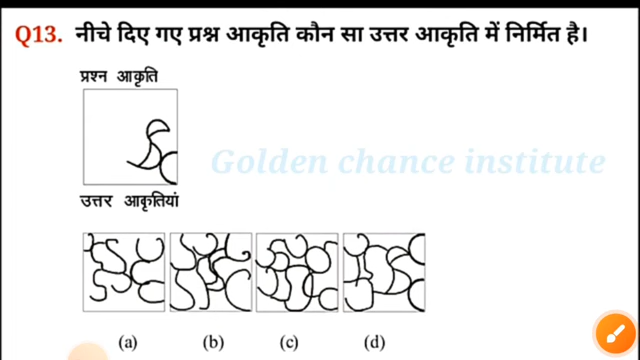 Q13. नीचे दिए गए प्रश्न आकृति कौन सा उत्तर आकृति में निर्मित है।
प्रश्न आकृति
Golden chance institute
उत्तर आकृतियां
(a) (b) (c) (d)